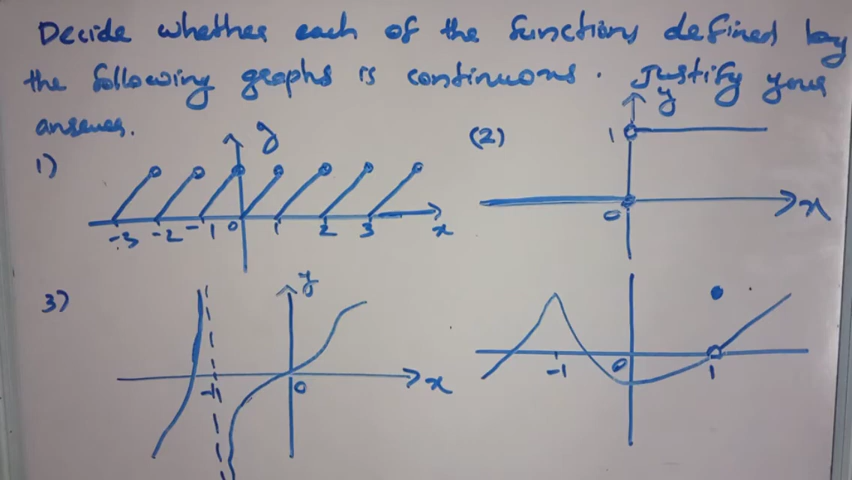 Decide whether each of the functions defined by
the following graphs is continuous. Justify your
answer.
1)
y
-3 -2 -1 0 1 2 3 x
(2)
y
1
0 x
3)
y
-1 0 x
-1 0 1